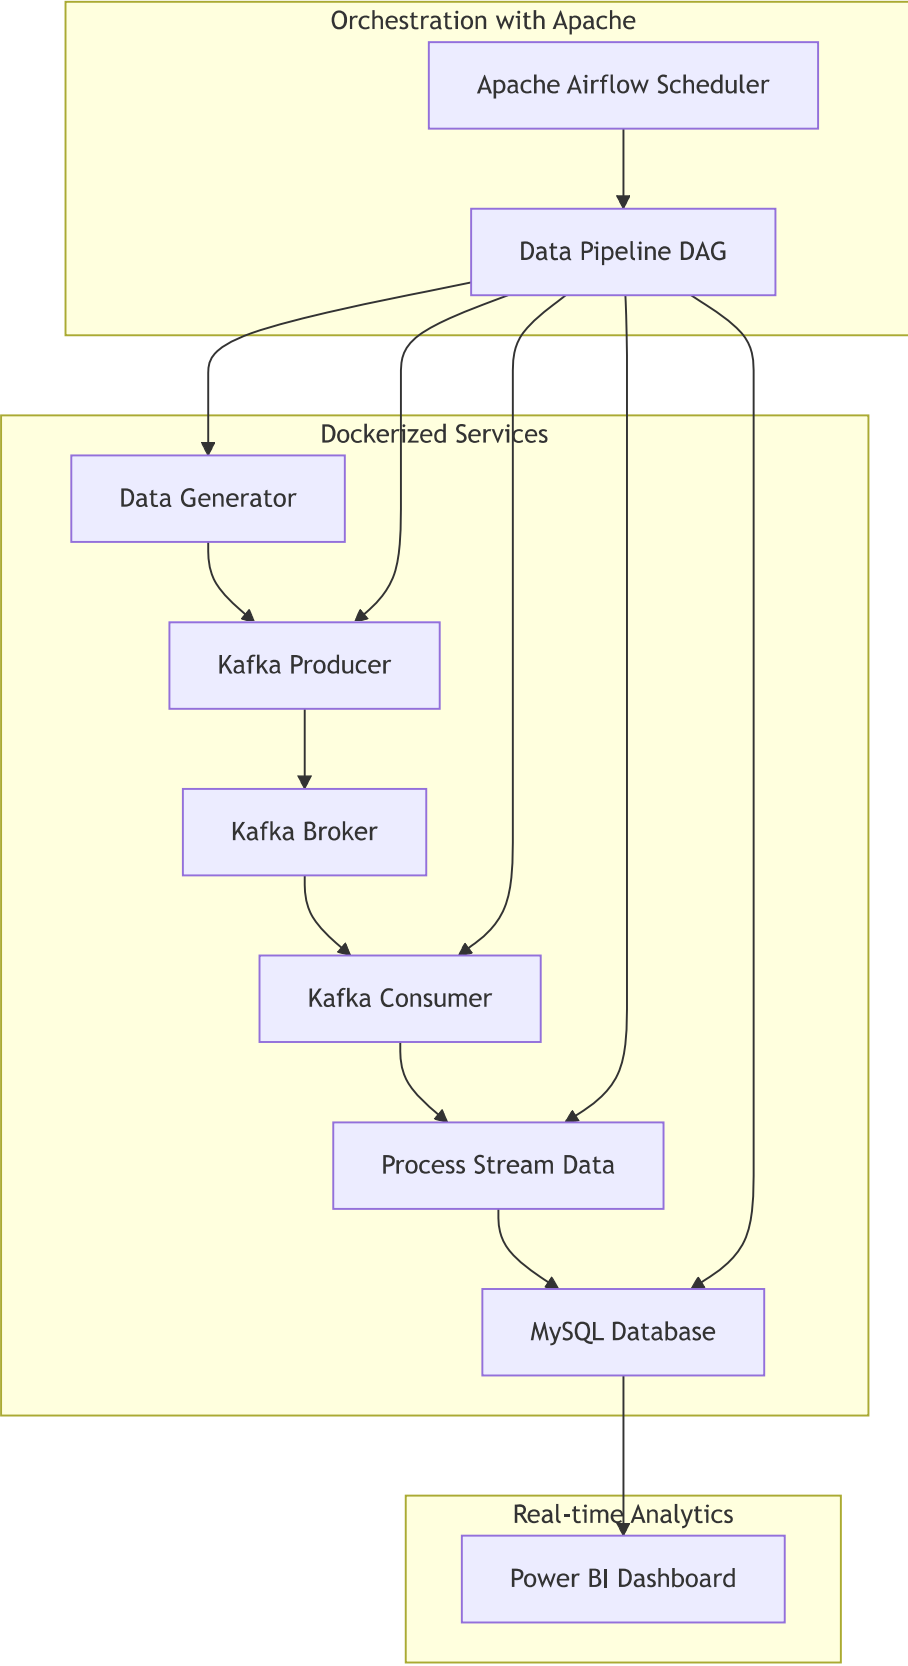 Orchestration with Apache
Apache Airflow Scheduler
Data Pipeline DAG
Dockerized Services
Data Generator
Kafka Producer
Kafka Broker
Kafka Consumer
Process Stream Data
MySQL Database
Real-time Analytics
Power BI Dashboard